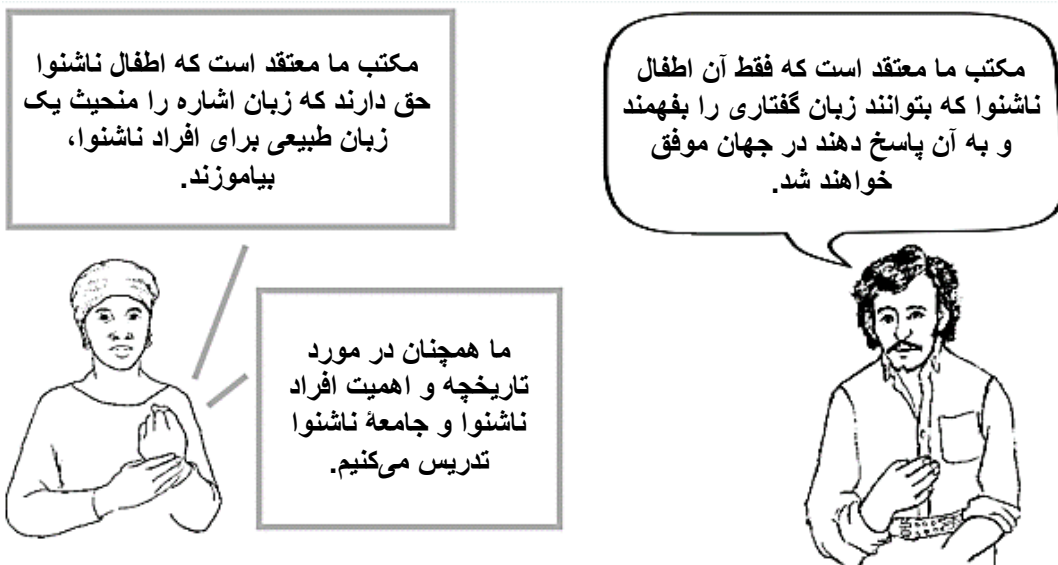 مکتب ما معتقد است که فقط آن اطفال
ناشنوا که بتوانند زبان گفتاری را بفهمند
و به آن پاسخ دهند در جهان موفق
خواهند شد.
مکتب ما معتقد است که اطفال ناشنوا
حق دارند که زبان اشاره را منحیث یک
زبان طبیعی برای افراد ناشنوا،
بیاموزند.
ما همچنان در مورد
تاریخچه و اهمیت افراد
ناشنوا و جامعهٔ ناشنوا
تدریس می‌کنیم.